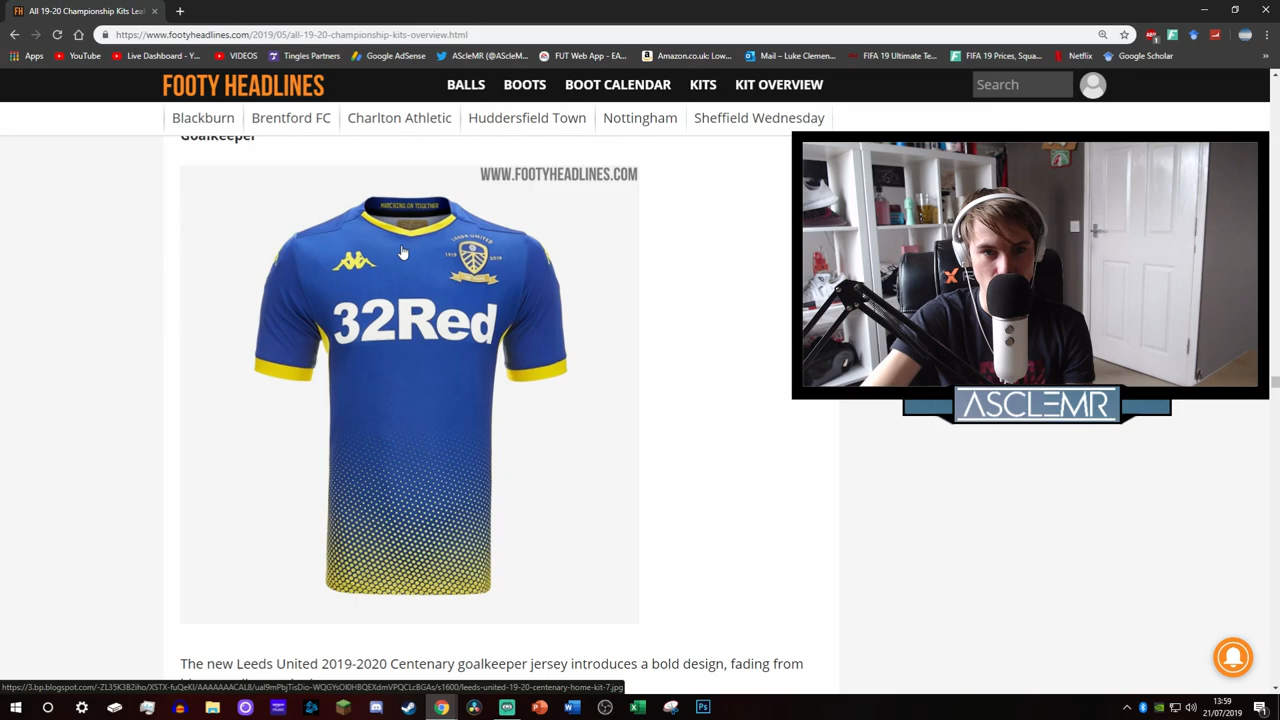 All 19-20 Championship Kits Lea
https://www.footyheadlines.com/2019/05/all-19-20-championship-kits-overview.html
Apps YouTube Live Dashboard - Y... VIDEOS Tingles Partners Google AdSense AScleMR (@AScleM... FUT Web App - EA... Amazon.co.uk: Low... Mail – Luke Clemen... FIFA 19 Ultimate Te... FIFA 19 Prices, Squa... Netflix Google Scholar »
FOOTY HEADLINES BALLS BOOTS BOOT CALENDAR KITS KIT OVERVIEW Search
Blackburn Brentford FC Charlton Athletic Huddersfield Town Nottingham Sheffield Wednesday
Goalkeeper
WWW.FOOTYHEADLINES.COM
MARCHING ON TOGETHER
LEEDS UNITED
1919 2019
32Red
ASCLEMR
The new Leeds United 2019-2020 Centenary goalkeeper jersey introduces a bold design, fading from
13:59
21/07/2019